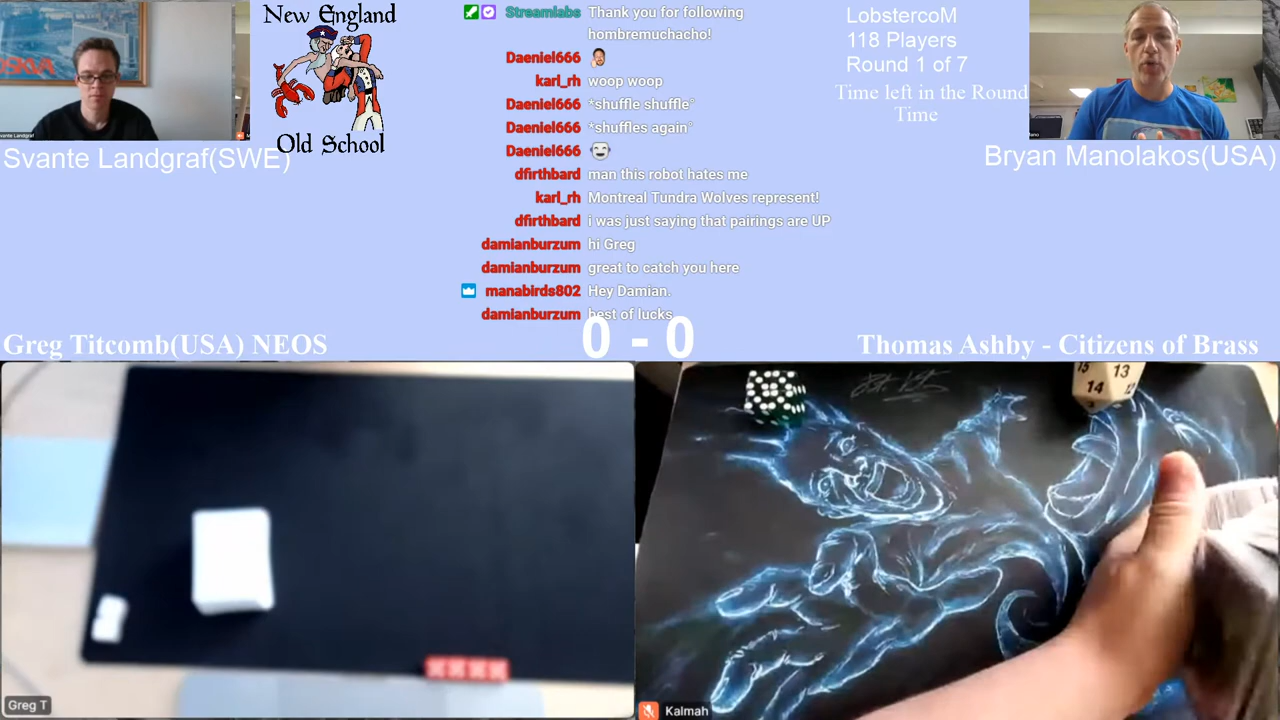 Svante Landgraf
Svante Landgraf(SWE)
New England
Old School
Streamlabs Thank you for following
hombremuchacho!
Daeniel666
karl_rh woop woop
Daeniel666 *shuffle shuffle*
Daeniel666 *shuffles again*
Daeniel666
dfirthbard man this robot hates me
karl_rh Montreal Tundra Wolves represent!
dfirthbard i was just saying that pairings are UP
damianburzum hi Greg
damianburzum great to catch you here
manabirds802 Hey Damian.
damianburzum best of lucks
LobstercoM
118 Players
Round 1 of 7
Time left in the Round
Time
Bryan Manolakos(USA)
Greg Titcomb(USA) NEOS
0 - 0
Thomas Ashby - Citizens of Brass
13
14
Greg T
Kalmah